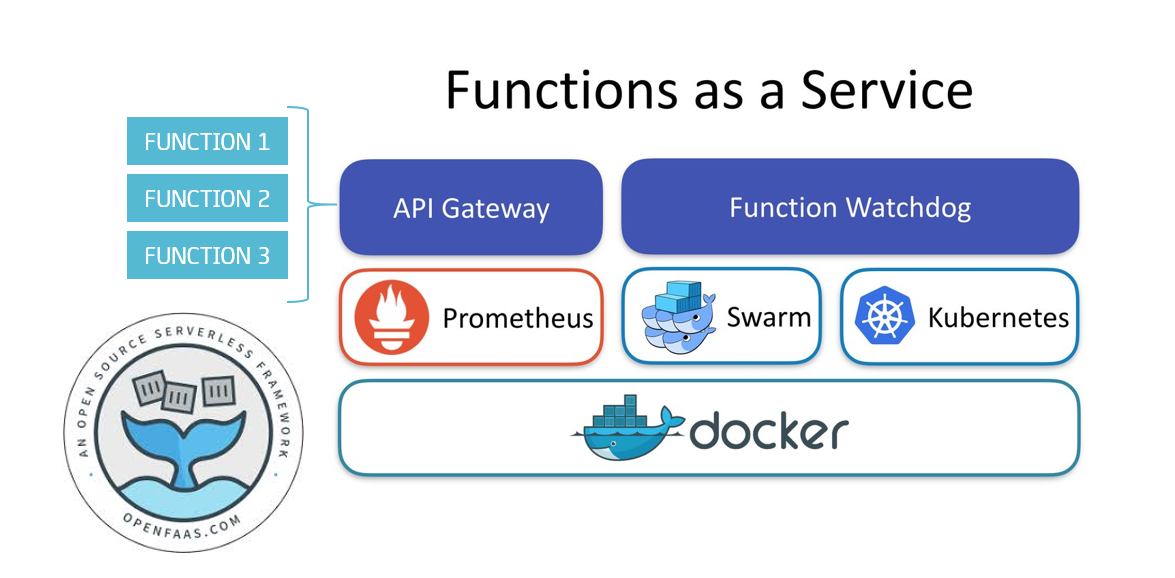 Functions as a Service
FUNCTION 1
FUNCTION 2
FUNCTION 3
API Gateway
Function Watchdog
Prometheus
Swarm
Kubernetes
docker
· AN OPEN SOURCE SERVERLESS FRAMEWORK ·
OPENFAAS.COM